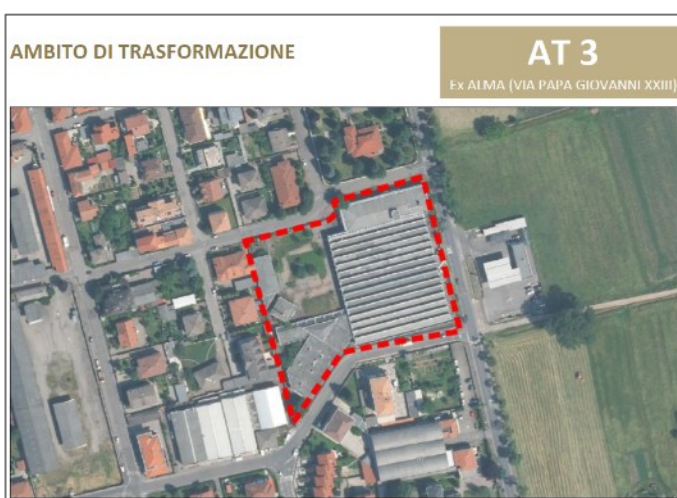 AMBITO DI TRASFORMAZIONE
AT 3
Ex ALMA (VIA PAPA GIOVANNI XXIII)